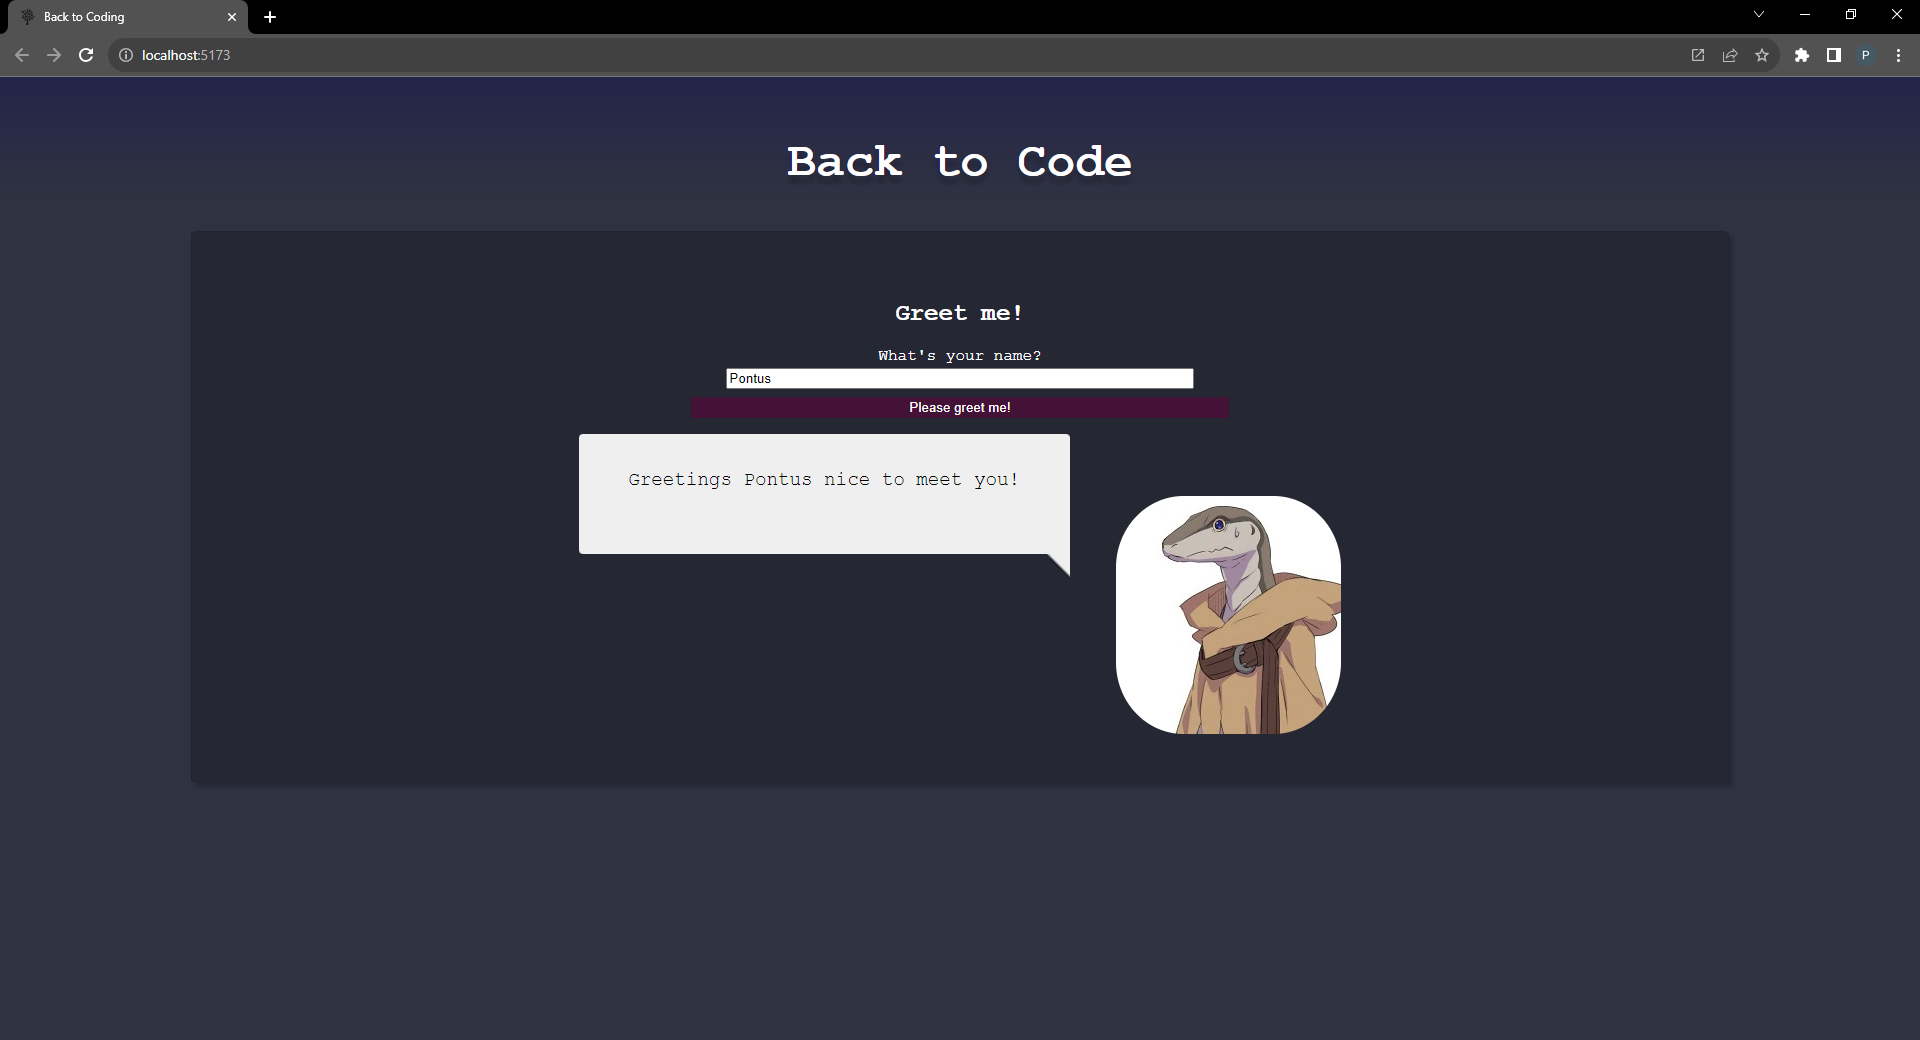 Back to Coding
localhost:5173
P
Back to Code
Greet me!
What's your name?
Pontus
Please greet me!
Greetings Pontus nice to meet you!